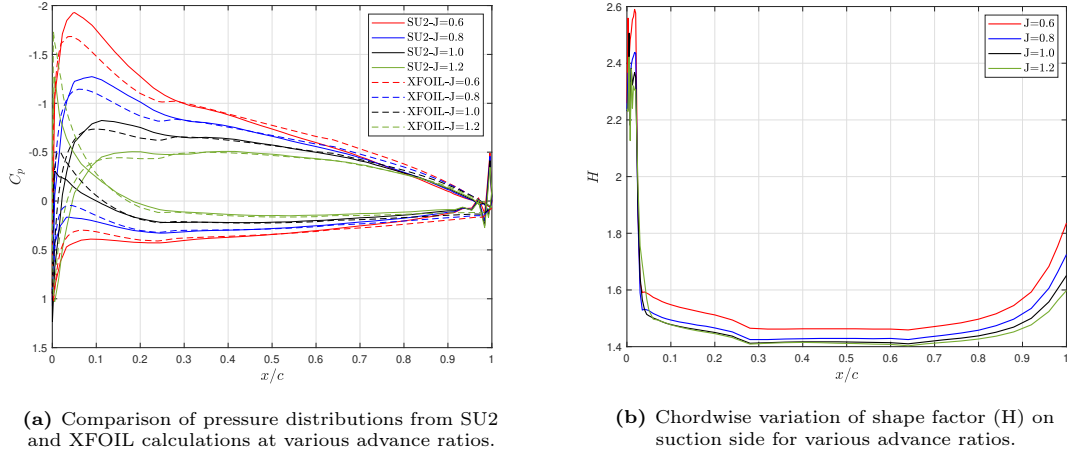 -2
-1.5
-1
-0.5
0
0.5
1
1.5
0 0.1 0.2 0.3 0.4 0.5 0.6 0.7 0.8 0.9 1
x/c
C_p
SU2-J=0.6
SU2-J=0.8
SU2-J=1.0
SU2-J=1.2
XFOIL-J=0.6
XFOIL-J=0.8
XFOIL-J=1.0
XFOIL-J=1.2
(a) Comparison of pressure distributions from SU2
and XFOIL calculations at various advance ratios.
2.6
2.4
2.2
2
1.8
1.6
1.4
0 0.1 0.2 0.3 0.4 0.5 0.6 0.7 0.8 0.9 1
x/c
H
J=0.6
J=0.8
J=1.0
J=1.2
(b) Chordwise variation of shape factor (H) on
suction side for various advance ratios.